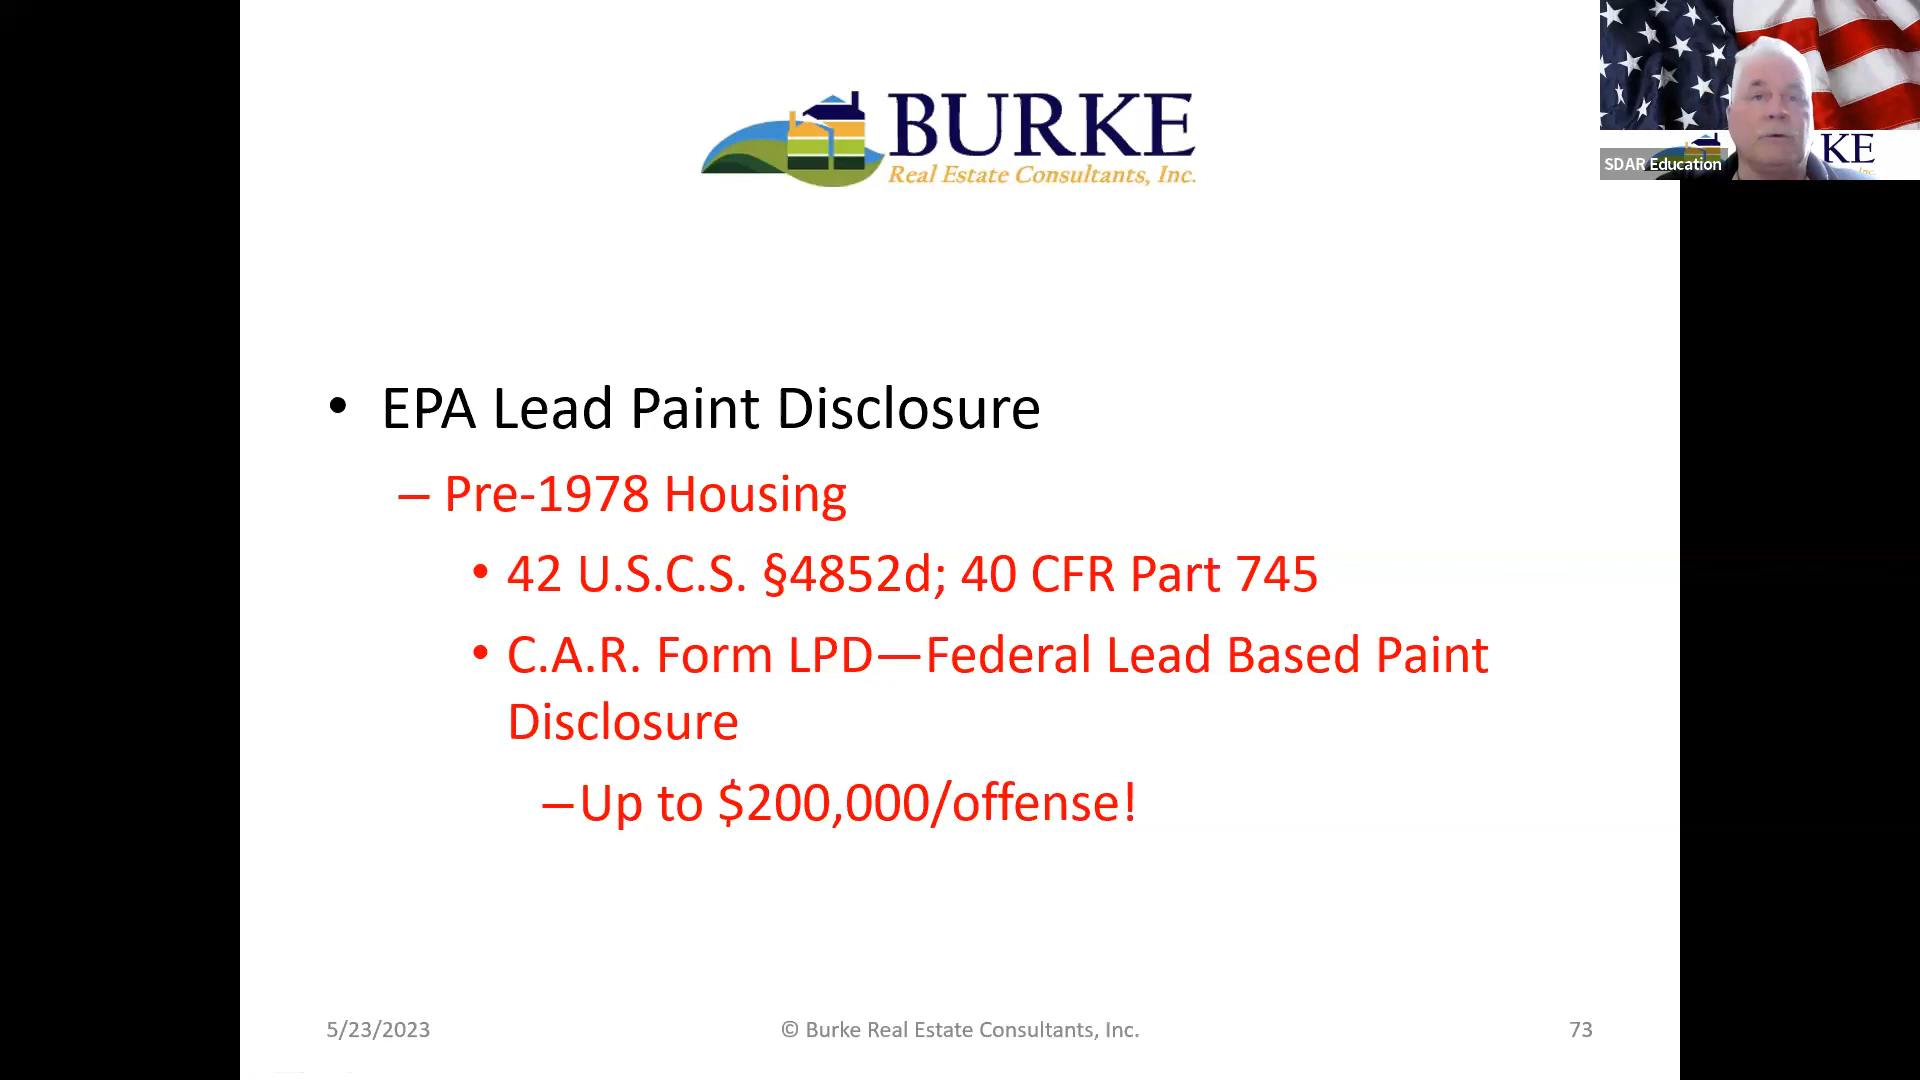 BURKE
Real Estate Consultants, Inc.
KE
Inc.
SDAR Education
• EPA Lead Paint Disclosure
– Pre-1978 Housing
• 42 U.S.C.S. §4852d; 40 CFR Part 745
• C.A.R. Form LPD—Federal Lead Based Paint
Disclosure
–Up to $200,000/offense!
5/23/2023
© Burke Real Estate Consultants, Inc.
73